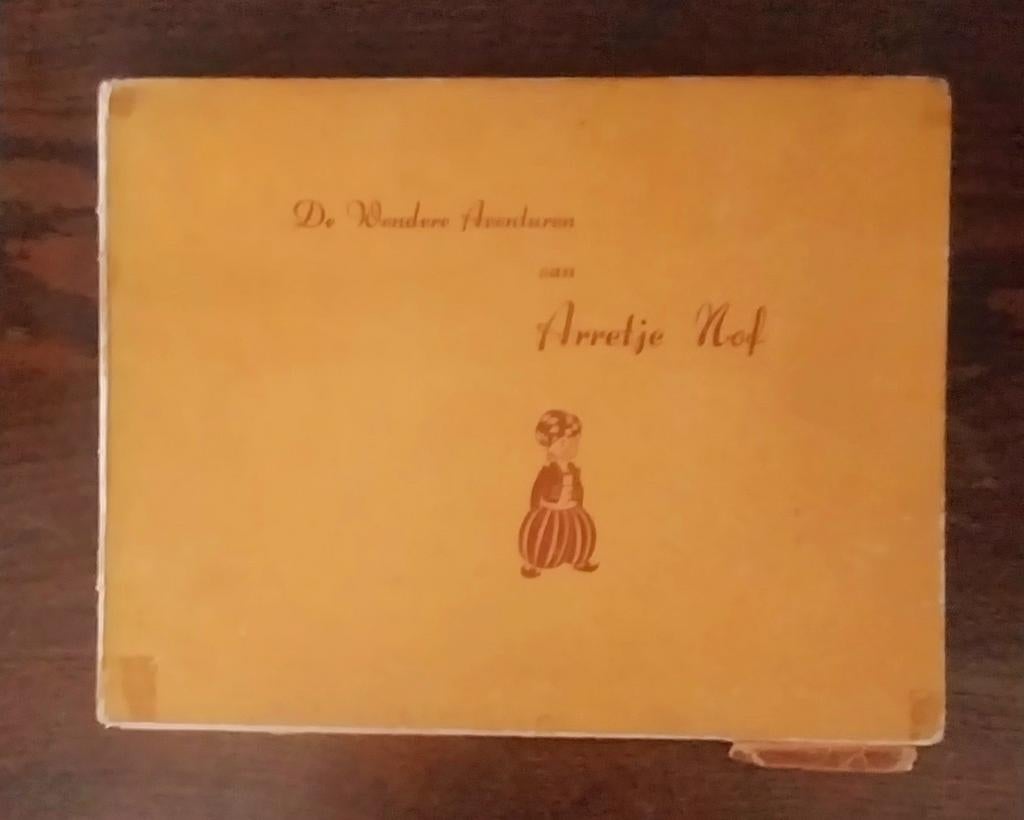 De Wondere Avonturen
van
Arretje Nof